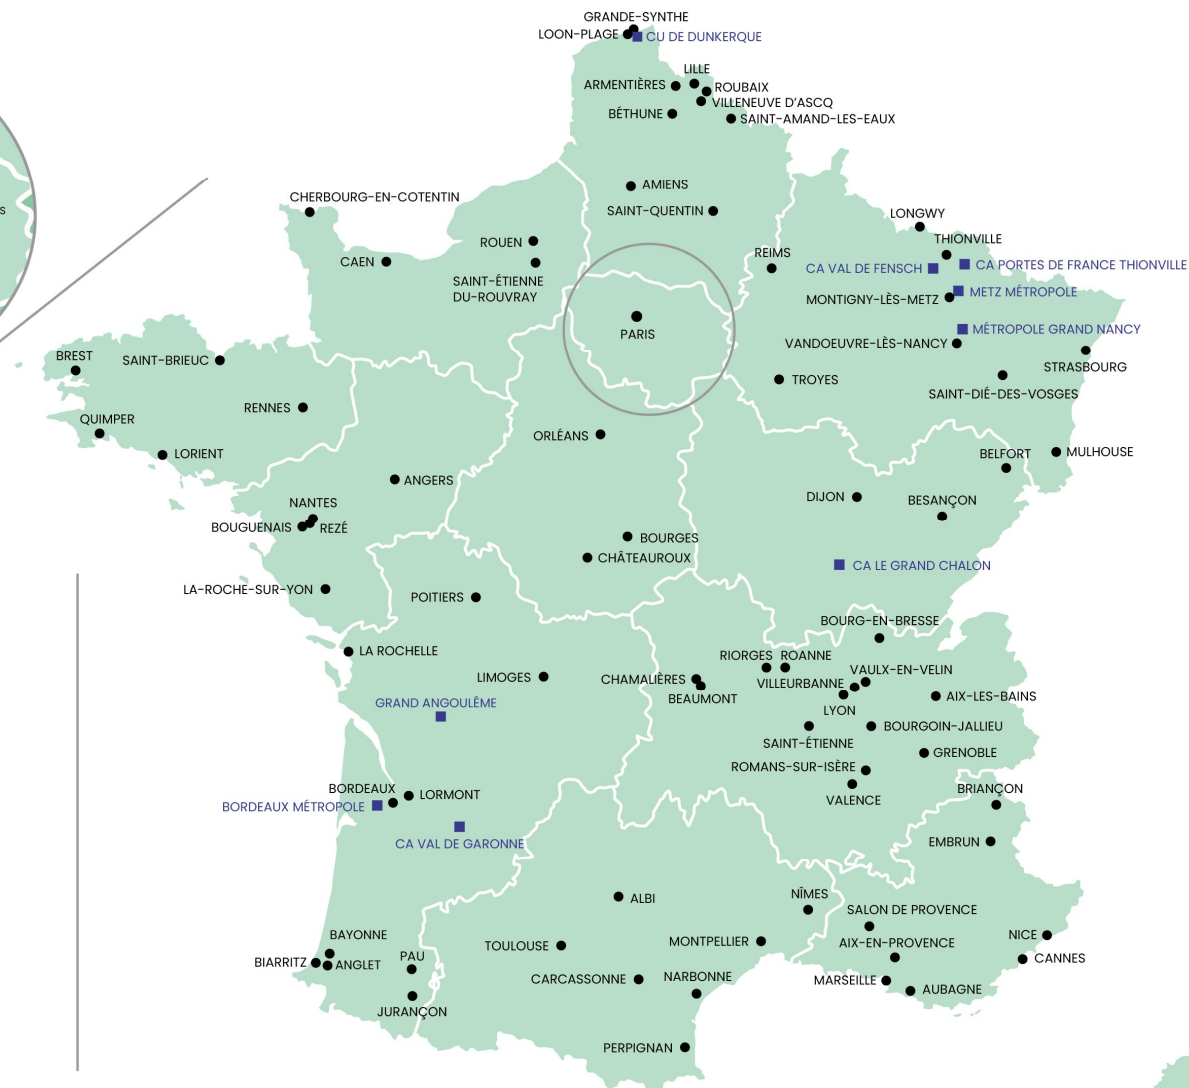 GRANDE-SYNTHE
LOON-PLAGE
CU DE DUNKERQUE
LILLE
ARMENTIÈRES
ROUBAIX
VILLENEUVE D'ASCQ
BÉTHUNE
SAINT-AMAND-LES-EAUX
AMIENS
CHERBOURG-EN-COTENTIN
S
SAINT-QUENTIN
LONGWY
ROUEN
THIONVILLE
REIMS
CAEN
CA VAL DE FENSCH
CA PORTES DE FRANCE THIONVILLE
SAINT-ÉTIENNE
DU-ROUVRAY
METZ MÉTROPOLE
MONTIGNY-LÈS-METZ
PARIS
MÉTROPOLE GRAND NANCY
VANDOEUVRE-LÈS-NANCY
BREST
SAINT-BRIEUC
STRASBOURG
TROYES
SAINT-DIÉ-DES-VOSGES
RENNES
QUIMPER
ORLÉANS
LORIENT
BELFORT
MULHOUSE
ANGERS
DIJON
BESANÇON
NANTES
BOUGUENAIS
REZÉ
BOURGES
CHÂTEAUROUX
CA LE GRAND CHALON
LA-ROCHE-SUR-YON
POITIERS
BOURG-EN-BRESSE
LA ROCHELLE
RIORGES
ROANNE
VAULX-EN-VELIN
LIMOGES
CHAMALIÈRES
VILLEURBANNE
BEAUMONT
AIX-LES-BAINS
GRAND ANGOULÊME
LYON
BOURGOIN-JALLIEU
SAINT-ÉTIENNE
GRENOBLE
ROMANS-SUR-ISÈRE
BORDEAUX
LORMONT
BRIANÇON
VALENCE
BORDEAUX MÉTROPOLE
CA VAL DE GARONNE
EMBRUN
ALBI
NÎMES
SALON DE PROVENCE
BAYONNE
NICE
TOULOUSE
MONTPELLIER
AIX-EN-PROVENCE
PAU
BIARRITZ
ANGLET
CANNES
CARCASSONNE
NARBONNE
MARSEILLE
AUBAGNE
JURANÇON
PERPIGNAN